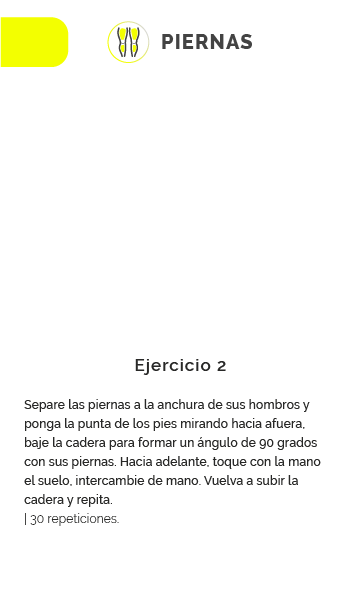 PIERNAS
Ejercicio 2
Separe las piernas a la anchura de sus hombros y
ponga la punta de los pies mirando hacia afuera,
baje la cadera para formar un ángulo de 90 grados
con sus piernas. Hacia adelante, toque con la mano
el suelo, intercambie de mano. Vuelva a subir la
cadera y repita.
| 30 repeticiones.